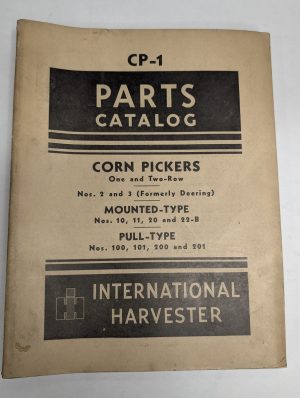 CP-1
PARTS
CATALOG
CORN PICKERS
One and Two-Row
Nos. 2 and 3 (Formerly Deering)
MOUNTED-TYPE
Nos. 10, 11, 20 and 22-B
PULL-TYPE
Nos. 100, 101, 200 and 201
INTERNATIONAL
HARVESTER